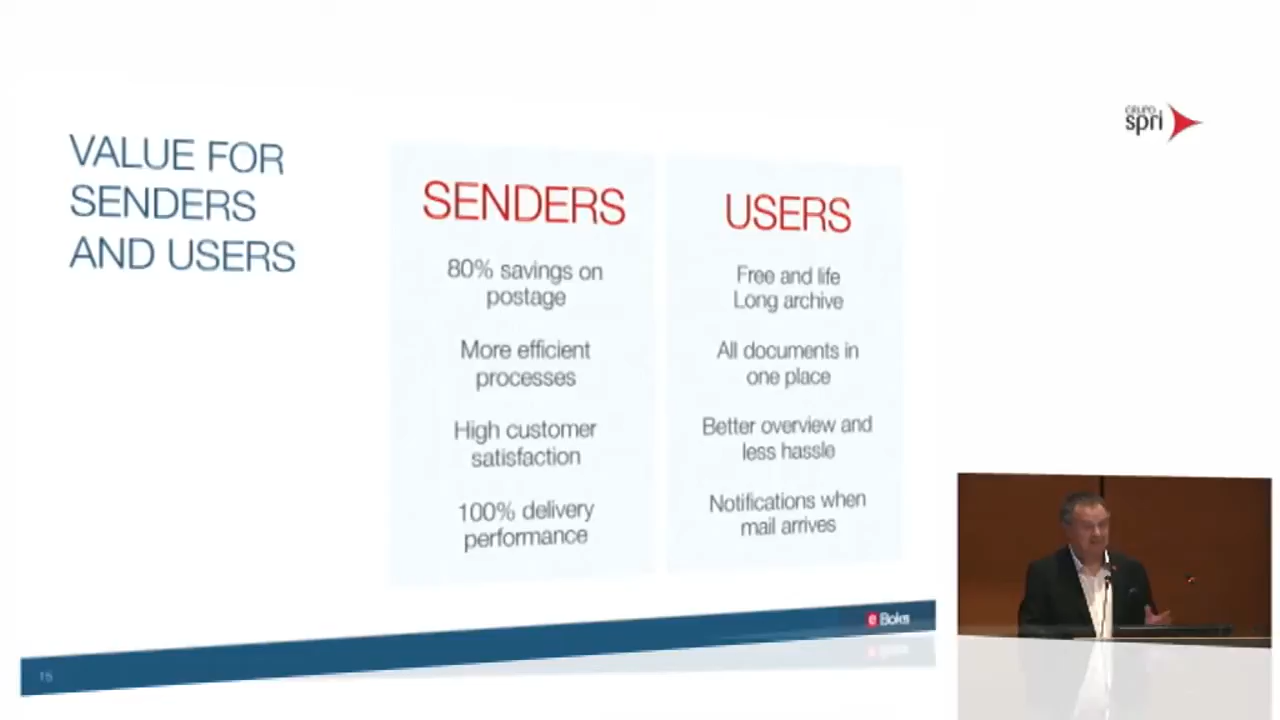 VALUE FOR
SENDERS
AND USERS
SENDERS
80% savings on
postage
More efficient
processes
High customer
satisfaction
100% delivery
performance
USERS
Free and life
Long archive
All documents in
one place
Better overview and
less hassle
Notifications when
mail arrives
GRUPO
spri
e Boks
15